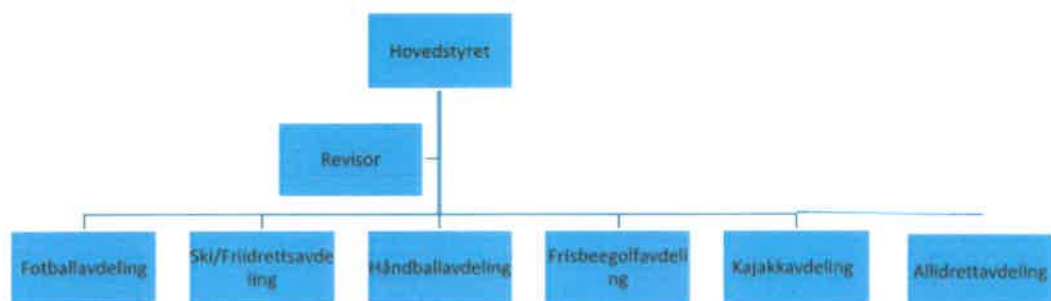 Hovedstyret
Revisor
Fotballavdeling
Ski/Friidrettsavde
ling
Håndballavdeling
Frisbeegolfavdeli
ng
Kajakkavdeling
Allidrettavdeling